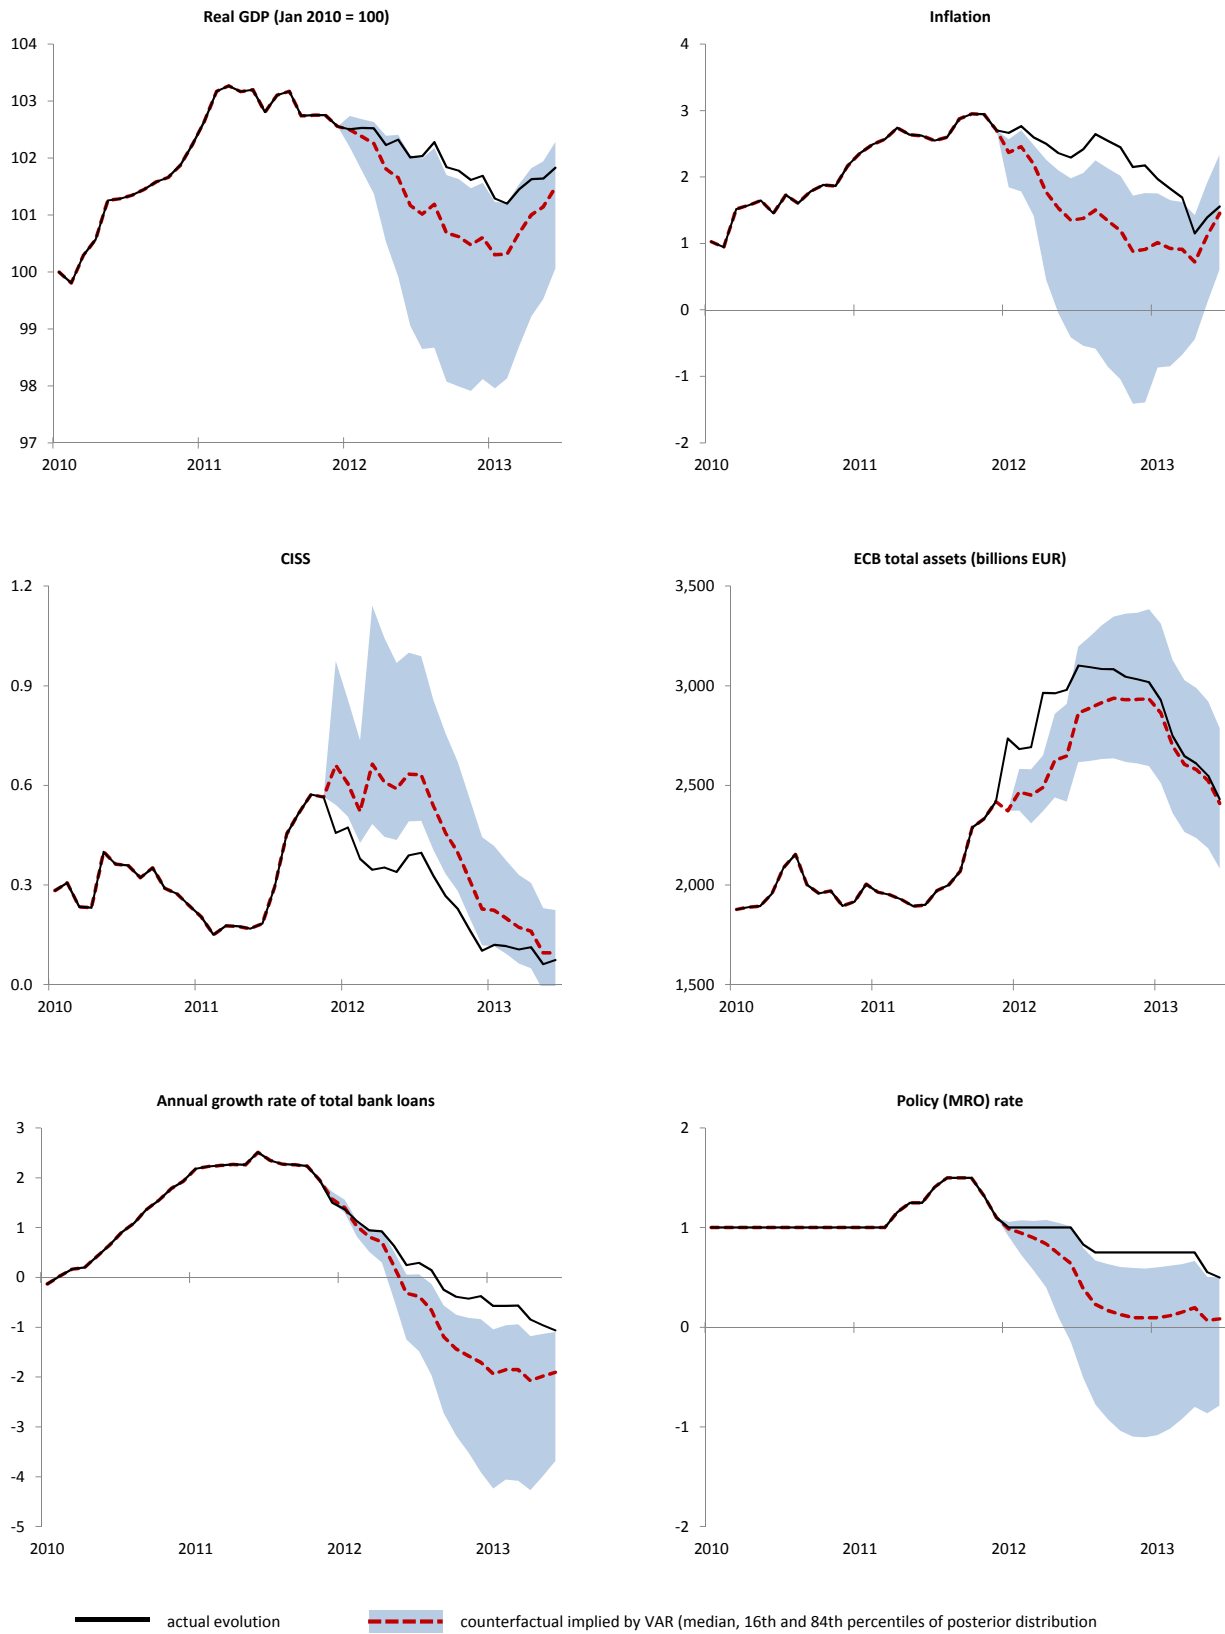 Real GDP (Jan 2010 = 100)
104
103
102
101
100
99
98
97
2010 2011 2012 2013
Inflation
4
3
2
1
0
-1
-2
2010 2011 2012 2013
CISS
1.2
0.9
0.6
0.3
0.0
2010 2011 2012 2013
ECB total assets (billions EUR)
3,500
3,000
2,500
2,000
1,500
2010 2011 2012 2013
Annual growth rate of total bank loans
3
2
1
0
-1
-2
-3
-4
-5
2010 2011 2012 2013
Policy (MRO) rate
2
1
0
-1
-2
2010 2011 2012 2013
actual evolution
counterfactual implied by VAR (median, 16th and 84th percentiles of posterior distribution